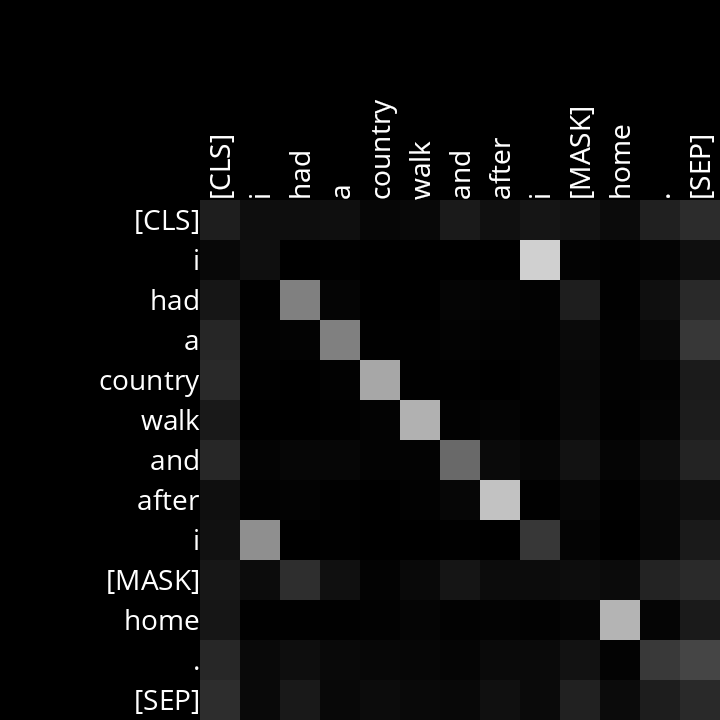 [CLS] i had a country walk and after i [MASK] home . [SEP]
[CLS]
i
had
a
country
walk
and
after
i
[MASK]
home
.
[SEP]